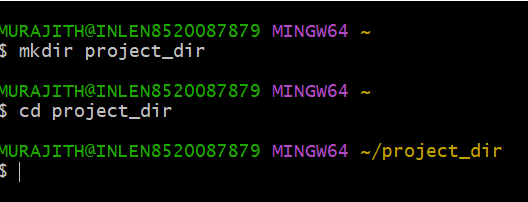 MURAJITH@INLEN8520087879 MINGW64 ~
$ mkdir project_dir
MURAJITH@INLEN8520087879 MINGW64 ~
$ cd project_dir
MURAJITH@INLEN8520087879 MINGW64 ~/project_dir
$